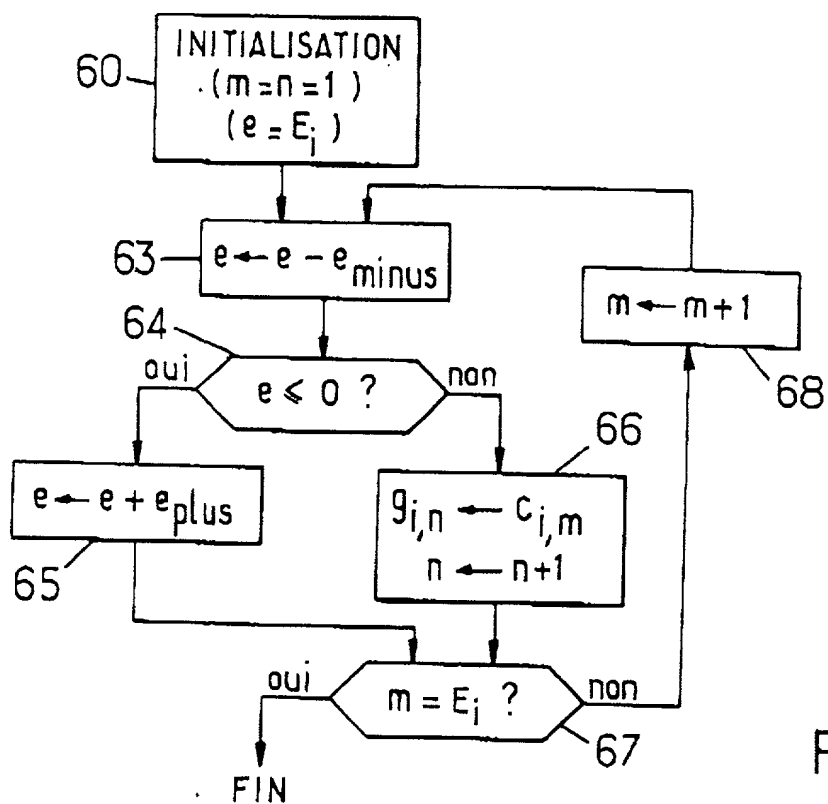 INITIALISATION
(m=n=1)
(e=E_i)
60
63
e ← e − e_minus
m ← m+1
68
64
oui
e ⩽ 0 ?
non
66
e ← e + e_plus
65
g_i,n ← c_i,m
n ← n+1
oui
m = E_i ?
non
67
FIN